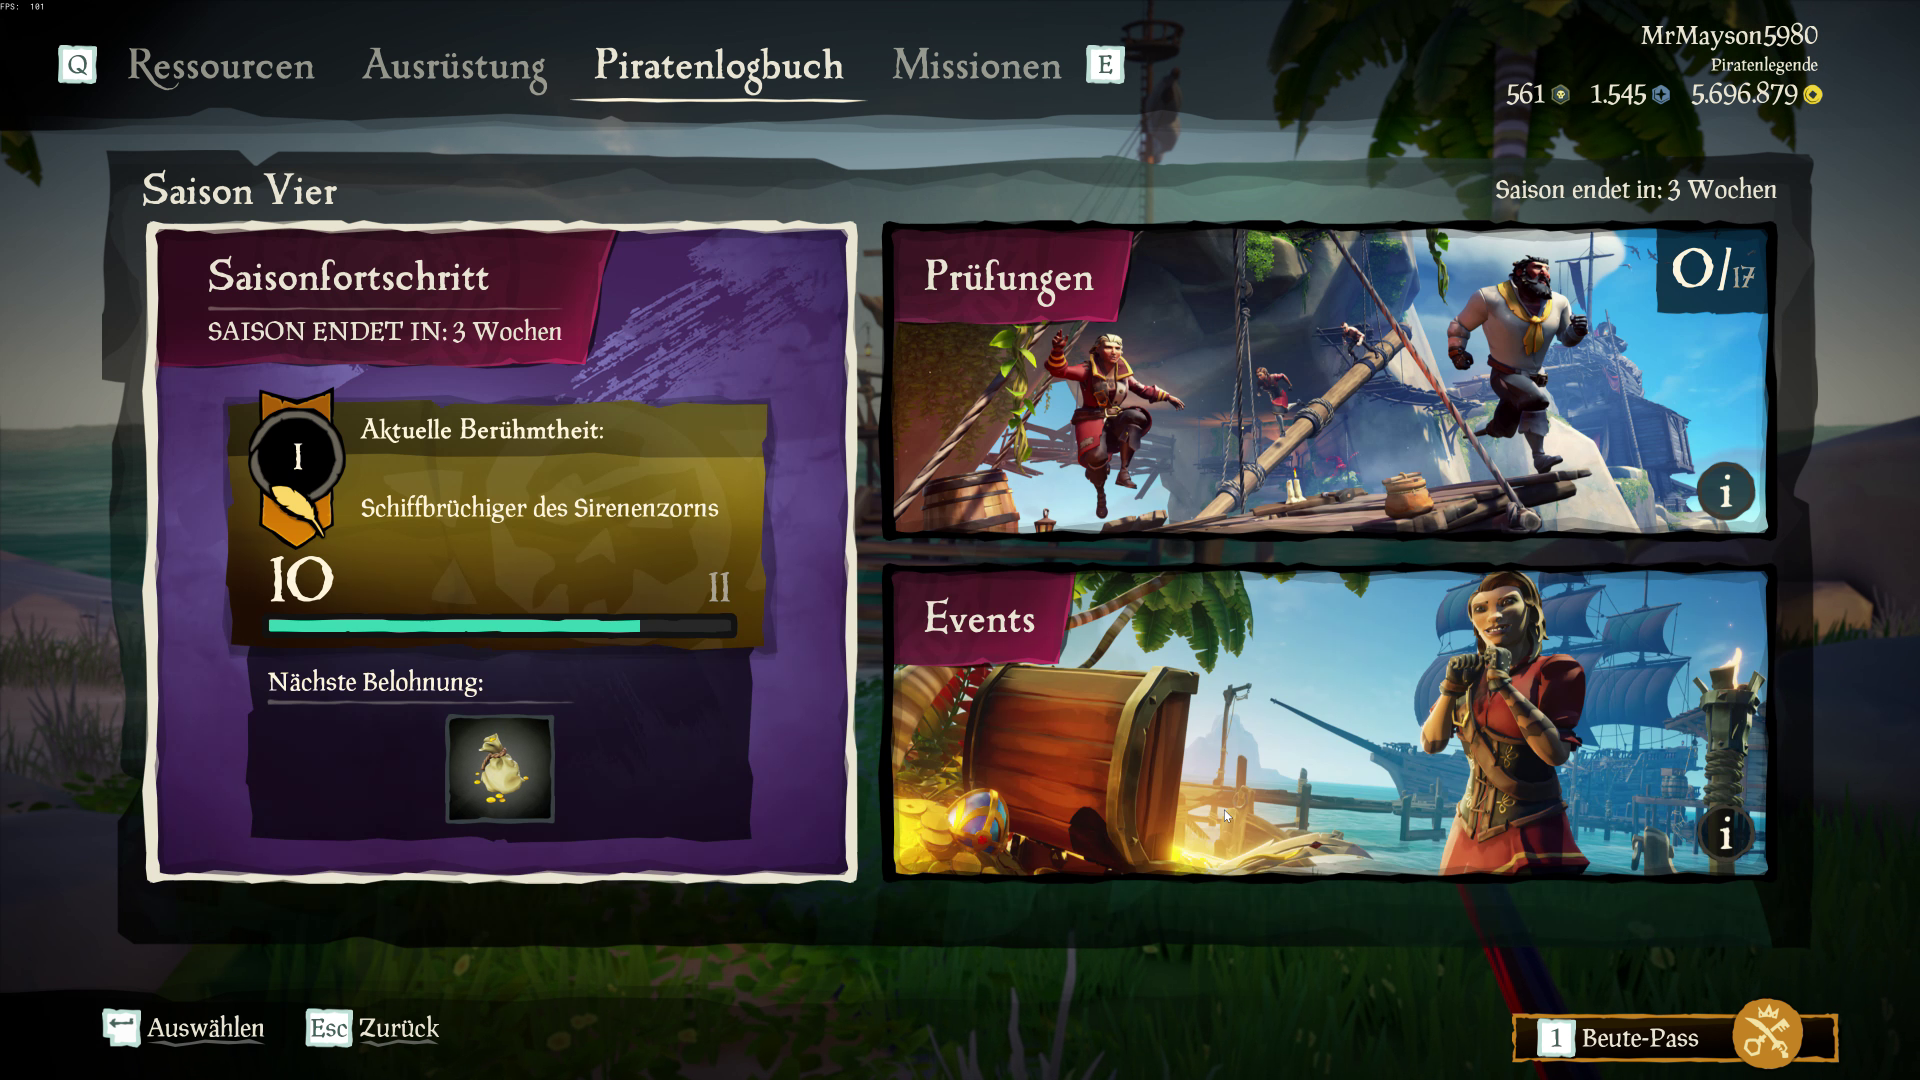 FPS: 101
Q Ressourcen Ausrüstung Piratenlogbuch Missionen E
MrMayson5980
Piratenlegende
561 1.545 5.696.879
Saison Vier
Saison endet in: 3 Wochen
Saisonfortschritt
SAISON ENDET IN: 3 Wochen
I
Aktuelle Berühmtheit:
Schiffbrüchiger des Sirenenzorns
10 11
Nächste Belohnung:
Prüfungen
0/17
i
Events
i
Auswählen
Esc Zurück
1 Beute-Pass